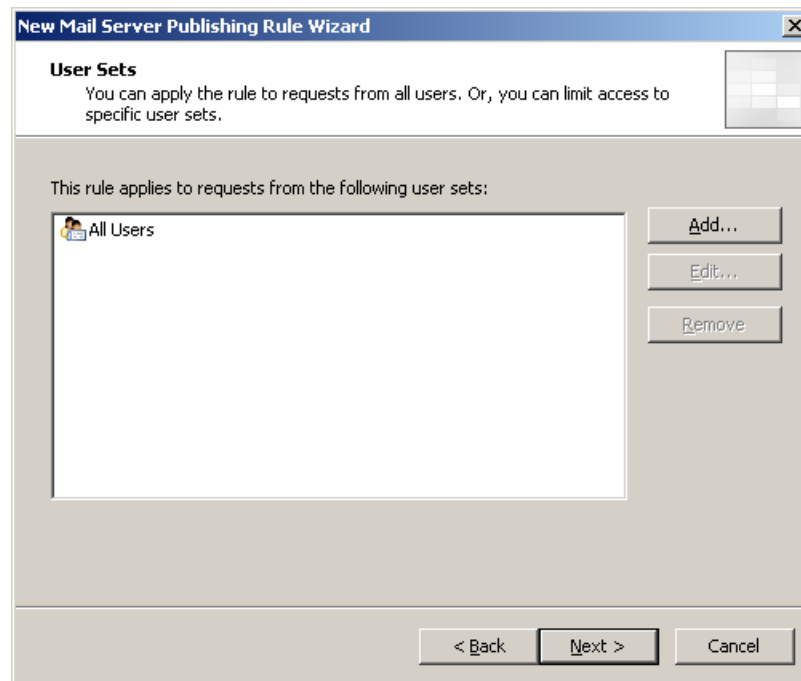 New Mail Server Publishing Rule Wizard
User Sets
You can apply the rule to requests from all users. Or, you can limit access to
specific user sets.
This rule applies to requests from the following user sets:
All Users
Add...
Edit...
Remove
< Back
Next >
Cancel